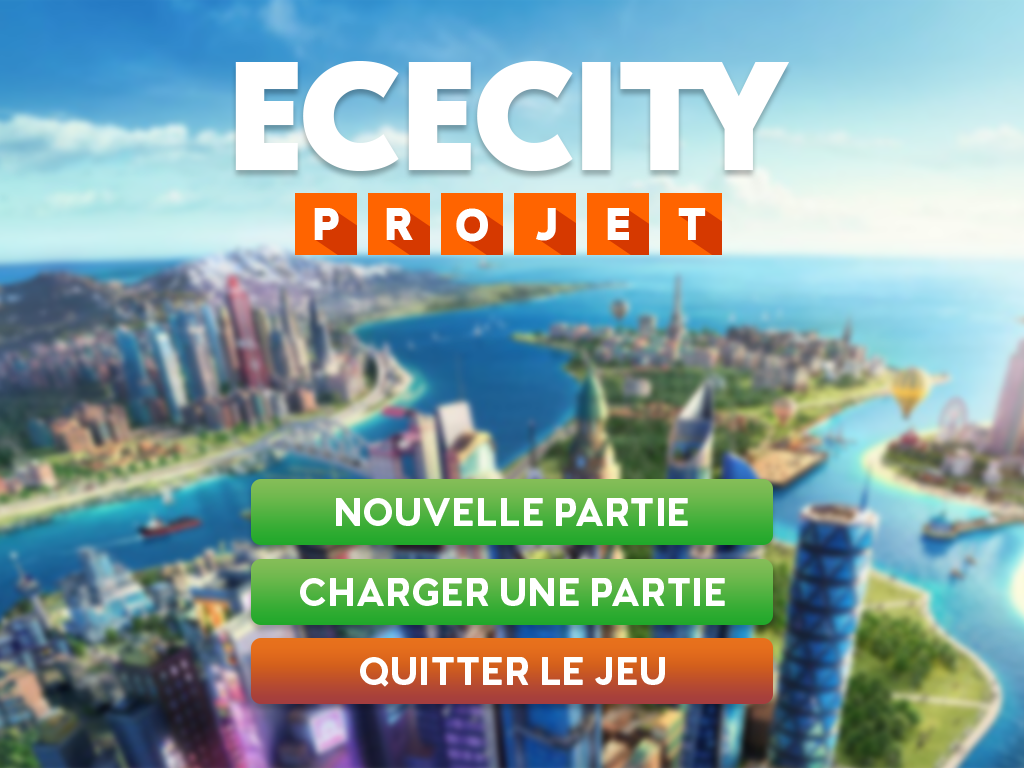 ECECITY
PROJET
NOUVELLE PARTIE
CHARGER UNE PARTIE
QUITTER LE JEU